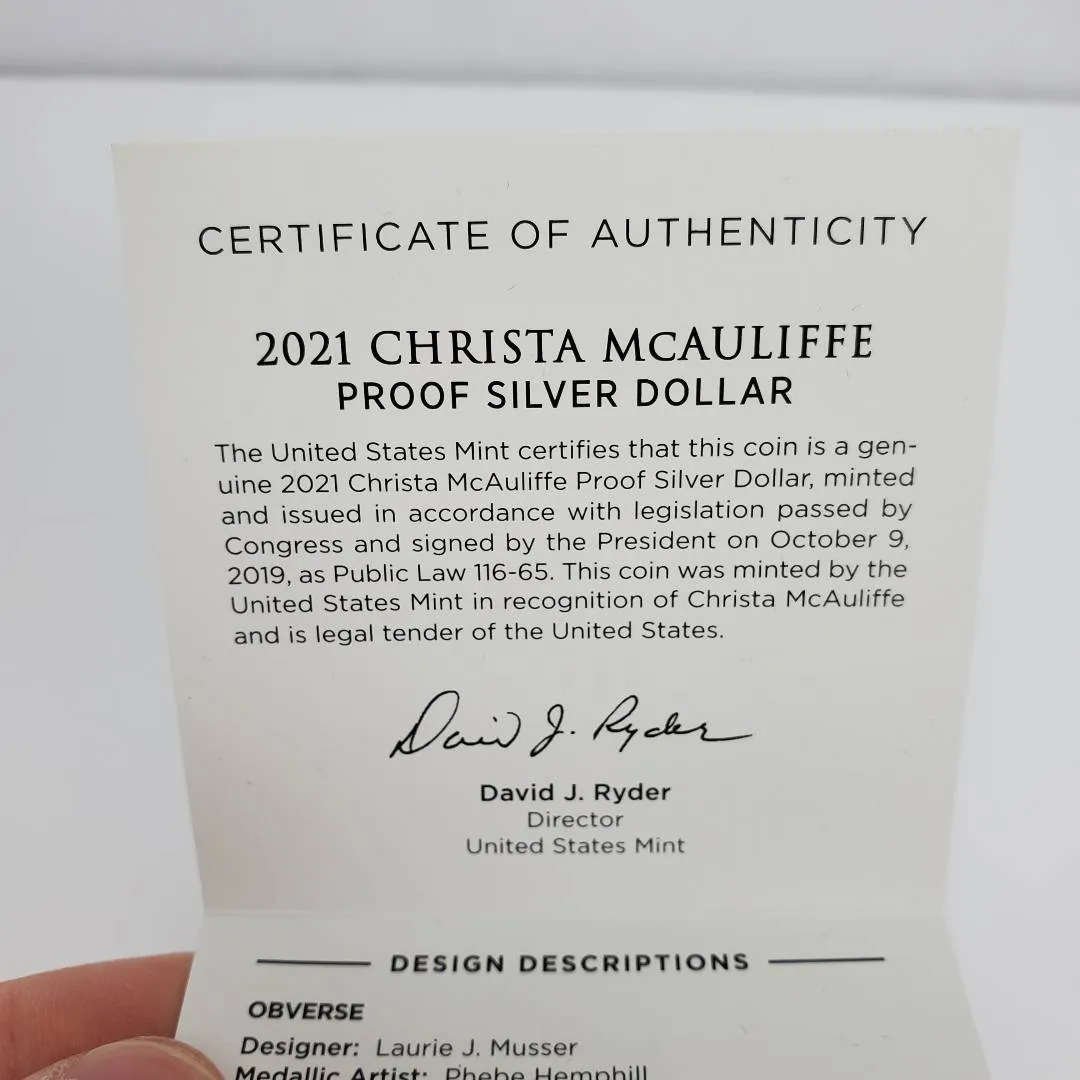 CERTIFICATE OF AUTHENTICITY
2021 CHRISTA McAULIFFE
PROOF SILVER DOLLAR
The United States Mint certifies that this coin is a gen-
uine 2021 Christa McAuliffe Proof Silver Dollar, minted
and issued in accordance with legislation passed by
Congress and signed by the President on October 9,
2019, as Public Law 116-65. This coin was minted by the
United States Mint in recognition of Christa McAuliffe
and is legal tender of the United States.
David J. Ryder
David J. Ryder
Director
United States Mint
DESIGN DESCRIPTIONS
OBVERSE
Designer: Laurie J. Musser
Medallic Artist: Phebe Hemphill